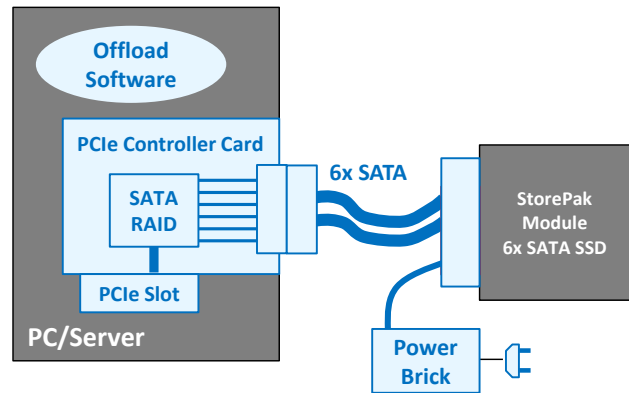 Offload
Software
PCIe Controller Card
SATA
RAID
PCIe Slot
PC/Server
6x SATA
StorePak
Module
6x SATA SSD
Power
Brick